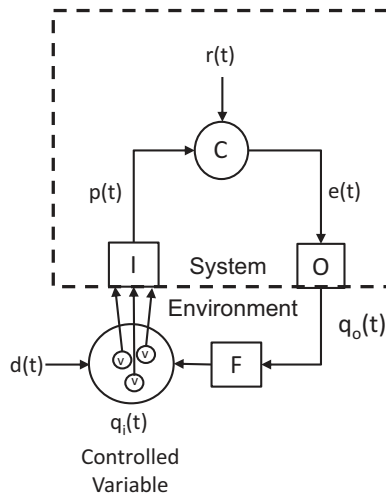 r(t)
C
p(t)
e(t)
I
System
O
Environment
q_o(t)
v
v
v
d(t)
F
q_i(t)
Controlled
Variable